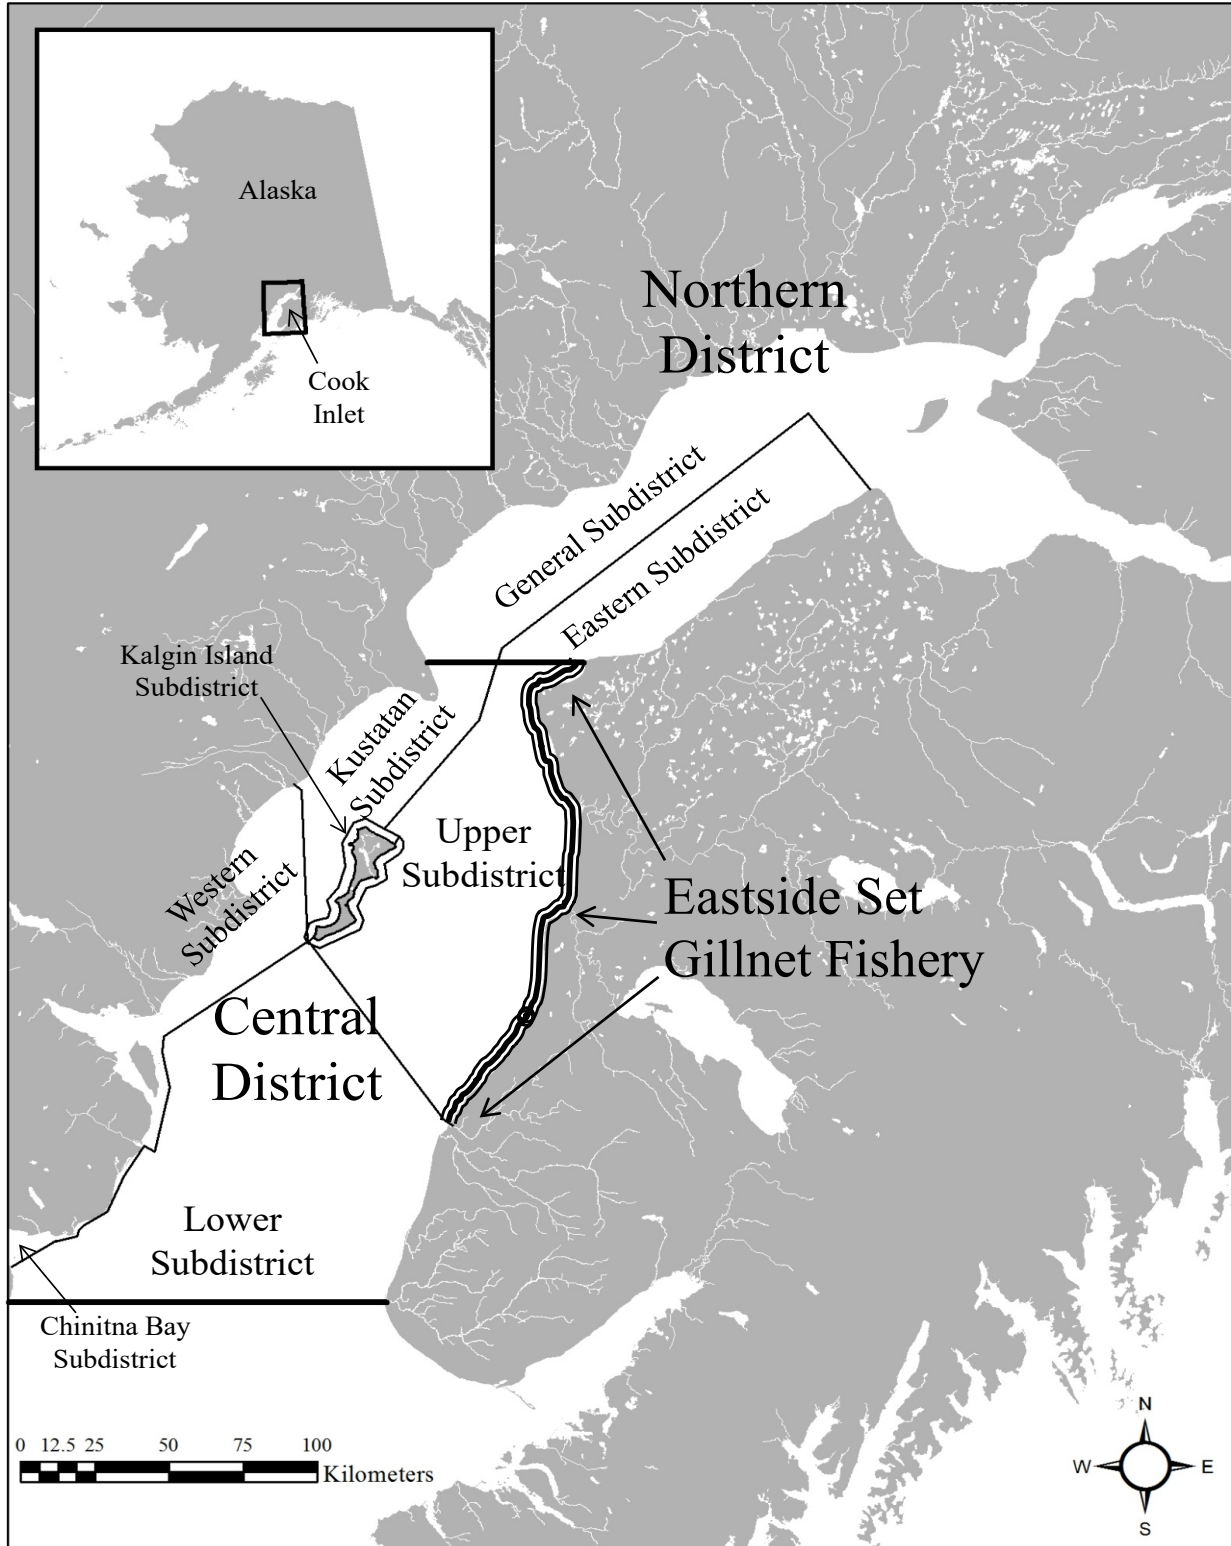 Alaska
Cook
Inlet
Northern
District
General Subdistrict
Eastern Subdistrict
Kalgin Island
Subdistrict
Kustatan
Subdistrict
Upper
Subdistrict
Western
Subdistrict
Eastside Set
Gillnet Fishery
Central
District
Lower
Subdistrict
Chinitna Bay
Subdistrict
0 12.5 25 50 75 100
Kilometers
N
W E
S